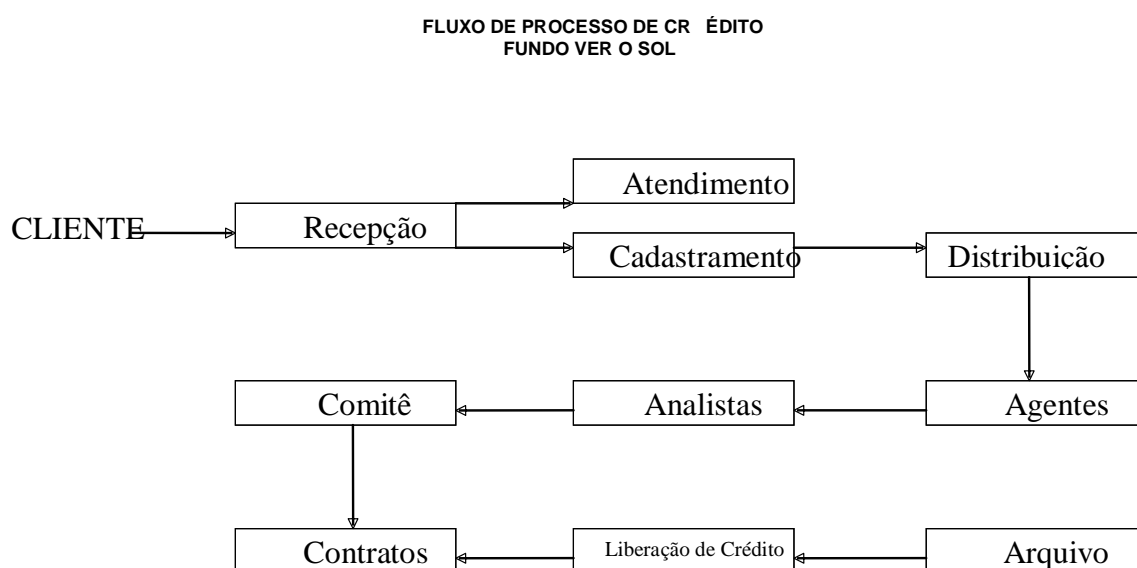 FLUXO DE PROCESSO DE CR ÉDITO
FUNDO VER O SOL
Atendimento
CLIENTE
Recepção
Cadastramento
Distribuição
Comitê
Analistas
Agentes
Contratos
Liberação de Crédito
Arquivo